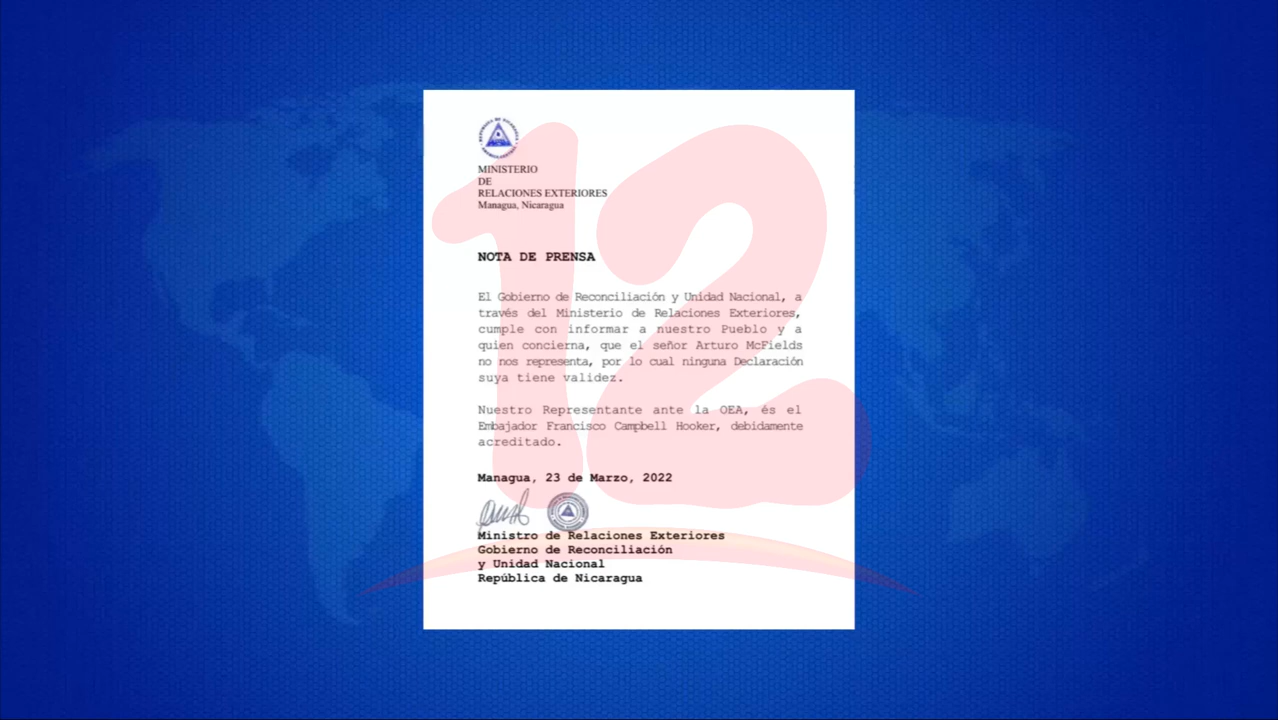 MINISTERIO
DE
RELACIONES EXTERIORES
Managua, Nicaragua
NOTA DE PRENSA
El Gobierno de Reconciliación y Unidad Nacional, a
través del Ministerio de Relaciones Exteriores,
cumple con informar a nuestro Pueblo y a
quien concierna, que el señor Arturo McFields
no nos representa, por lo cual ninguna Declaración
suya tiene validez.
Nuestro Representante ante la OEA, és el
Embajador Francisco Campbell Hooker, debidamente
acreditado.
Managua, 23 de Marzo, 2022
Ministro de Relaciones Exteriores
Gobierno de Reconciliación
y Unidad Nacional
República de Nicaragua
12